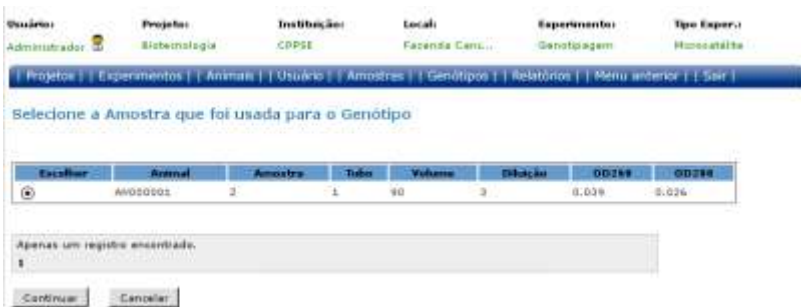 Usuário: Projeto: Instituição: Local: Experimento: Tipo Exper.:
Administrador Biotecnologia CPPSE Fazenda Canc... Genotipagem Microsatélite
| Projetos | | Experimentos | | Animais | | Usuário | | Amostras | | Genótipos | | Relatórios | | Menu anterior | | Sair |
Selecione a Amostra que foi usada para o Genótipo
Escolher Animal Amostra Tubo Volume Diluição OD260 OD280
2 1 90 3 0.039 0.026
Apenas um registro encontrado.
1
Continuar Cancelar